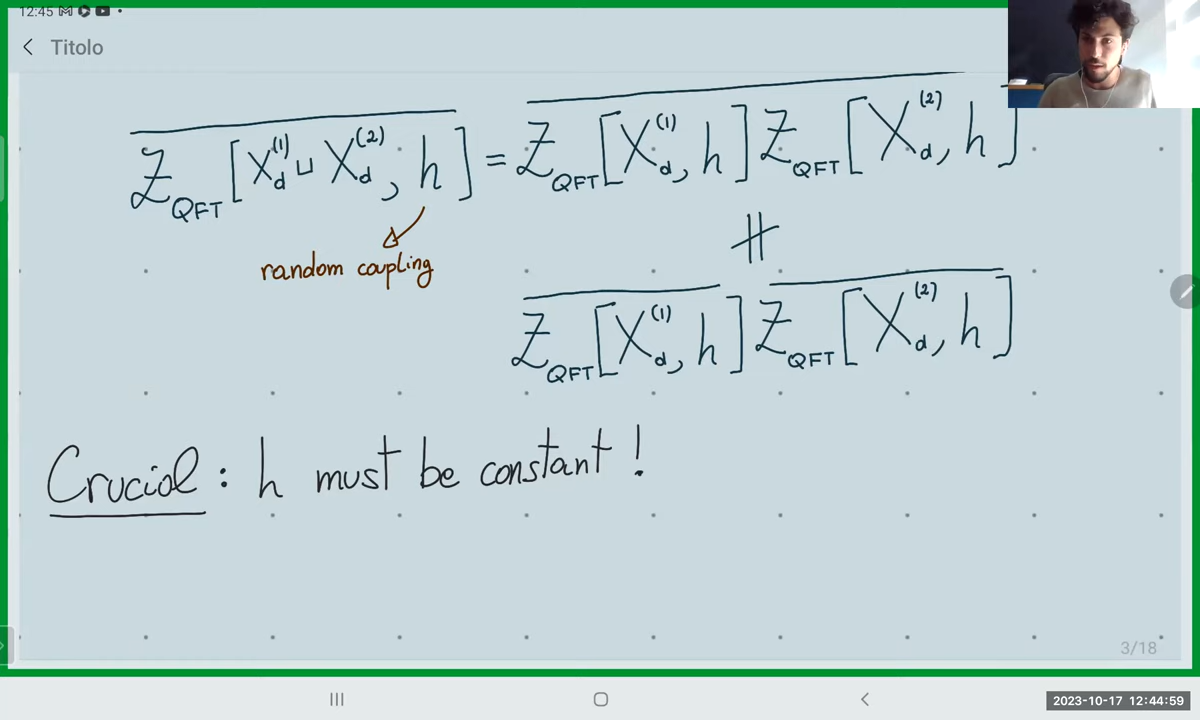 12:45
Titolo
Z_QFT [X_d^(1) ⊔ X_d^(2), h] = Z_QFT [X_d^(1), h] Z_QFT [X_d^(2), h]
random coupling
≠
Z_QFT [X_d^(1), h] Z_QFT [X_d^(2), h]
Crucial : h must be constant !
3/18
2023-10-17 12:44:59